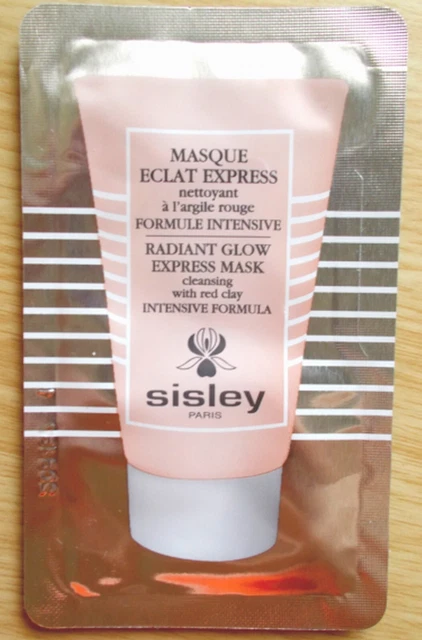 MASQUE
ECLAT EXPRESS
nettoyant
à l'argile rouge
FORMULE INTENSIVE
RADIANT GLOW
EXPRESS MASK
cleansing
with red clay
INTENSIVE FORMULA
sisley
PARIS